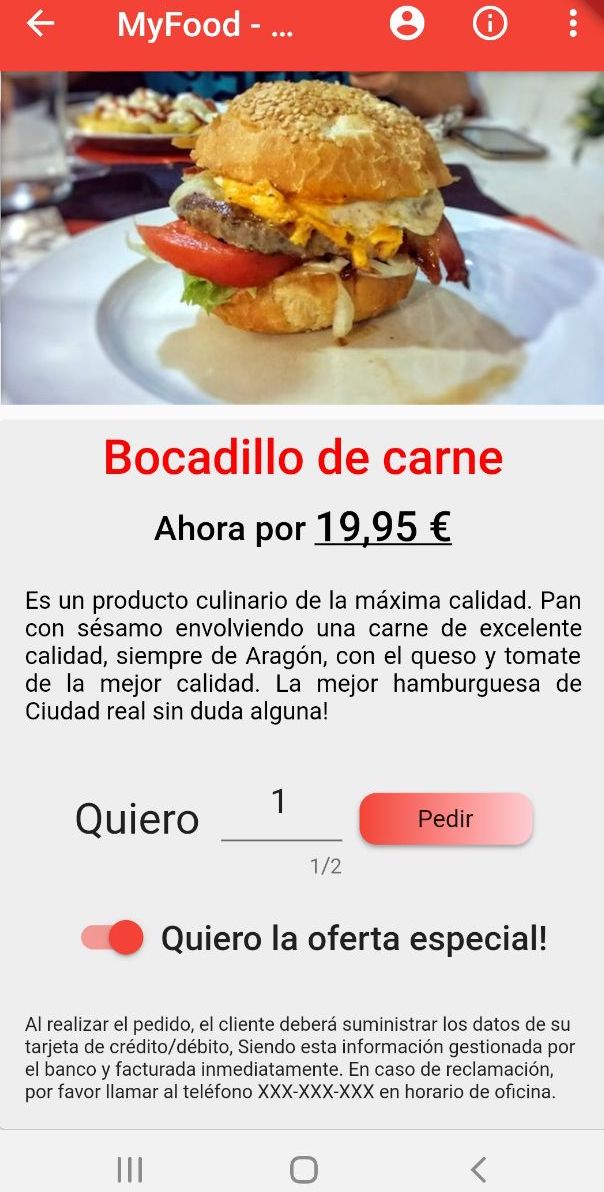 MyFood - ...
Bocadillo de carne
Ahora por 19,95 €
Es un producto culinario de la máxima calidad. Pan
con sésamo envolviendo una carne de excelente
calidad, siempre de Aragón, con el queso y tomate
de la mejor calidad. La mejor hamburguesa de
Ciudad real sin duda alguna!
Quiero 1 Pedir
1/2
Quiero la oferta especial!
Al realizar el pedido, el cliente deberá suministrar los datos de su
tarjeta de crédito/débito, Siendo esta información gestionada por
el banco y facturada inmediatamente. En caso de reclamación,
por favor llamar al teléfono XXX-XXX-XXX en horario de oficina.